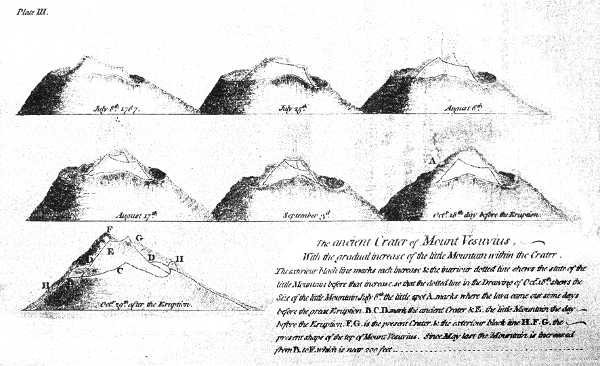 Plate III.
July 8th. 1767.
July 25th.
August 6th.
August 17th.
September 3d.
A
Octr. 18th. day before the Eruption.
F
G
E
D D
C
H H
Octr. 29th. after the Eruption.
The ancient Crater of Mount Vesuvius.
With the gradual increase of the little Mountain within the Crater.
The exteriour black line marks each increase & the interiour dotted line shews the state of the
little Mountain before that increase, so that the dotted line in the Drawing of Oct. 18th. shews the
Size of the little Mountain July 8th. the little spot A. marks where the lava came out some days
before the great Eruption. B.C.D. mark the ancient Crater & E. the little Mountain the day
before the Eruption. F.G. is the present Crater & the exteriour black line H.F.G. the
present shape of the top of Mount Vesuvius. Since May last the Mountain is increased
from B. to F. which is near 200 feet.